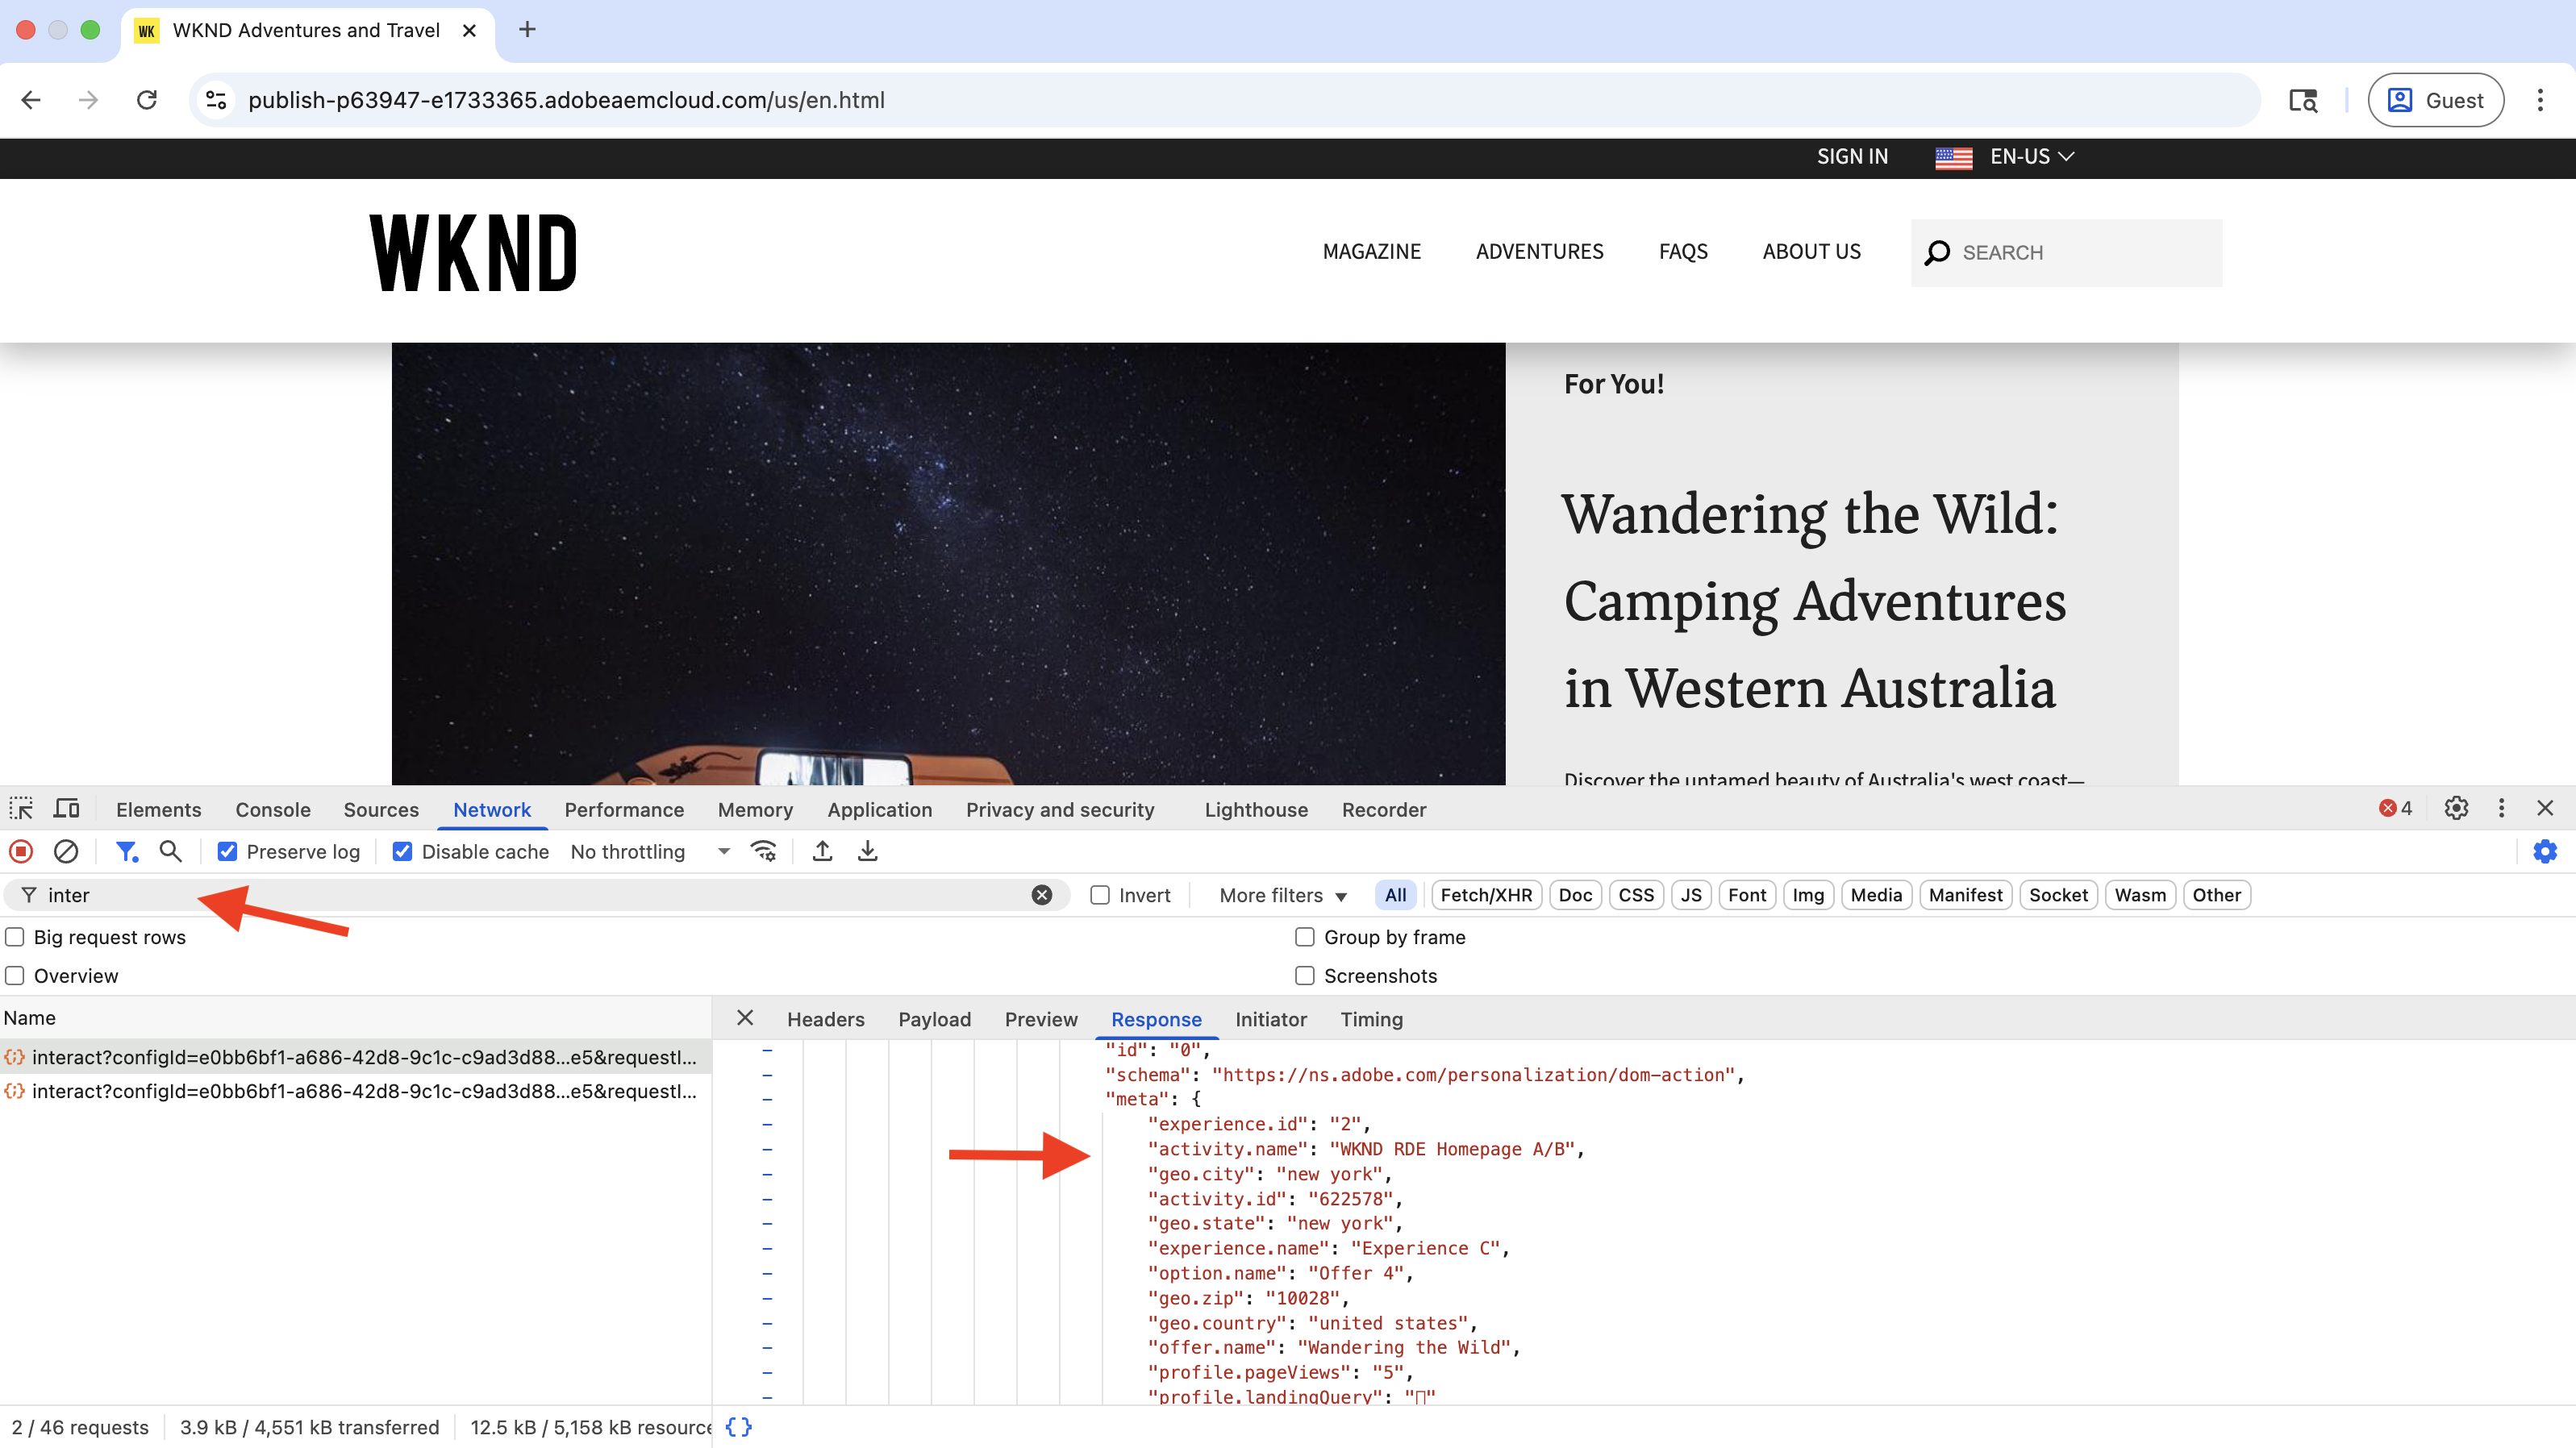 WK WKND Adventures and Travel
publish-p63947-e1733365.adobeaemcloud.com/us/en.html
Guest
SIGN IN EN-US
WKND
MAGAZINE ADVENTURES FAQS ABOUT US SEARCH
For You!
Wandering the Wild:
Camping Adventures
in Western Australia
Discover the untamed beauty of Australia's west coast—
Elements Console Sources Network Performance Memory Application Privacy and security Lighthouse Recorder 4
Preserve log Disable cache No throttling
inter Invert More filters All Fetch/XHR Doc CSS JS Font Img Media Manifest Socket Wasm Other
Big request rows Group by frame
Overview Screenshots
Name
Headers Payload Preview Response Initiator Timing
interact?configId=e0bb6bf1-a686-42d8-9c1c-c9ad3d88...e5&requestI...
interact?configId=e0bb6bf1-a686-42d8-9c1c-c9ad3d88...e5&requestI...
"id": "0",
"schema": "https://ns.adobe.com/personalization/dom-action",
"meta": {
"experience.id": "2",
"activity.name": "WKND RDE Homepage A/B",
"geo.city": "new york",
"activity.id": "622578",
"geo.state": "new york",
"experience.name": "Experience C",
"option.name": "Offer 4",
"geo.zip": "10028",
"geo.country": "united states",
"offer.name": "Wandering the Wild",
"profile.pageViews": "5",
"profile.landingQuery": "▯"
2 / 46 requests 3.9 kB / 4,551 kB transferred 12.5 kB / 5,158 kB resource
{ }